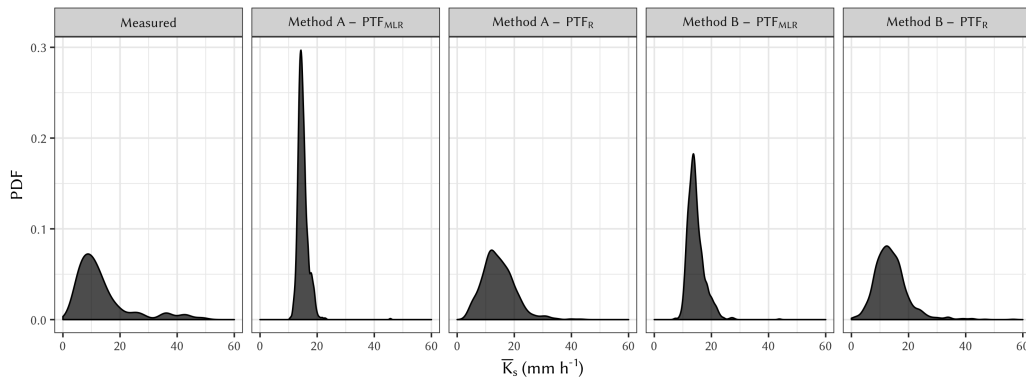 Measured
Method A – PTF_MLR
Method A – PTF_R
Method B – PTF_MLR
Method B – PTF_R
PDF
0.3
0.2
0.1
0.0
0 20 40 60
0 20 40 60
0 20 40 60
0 20 40 60
0 20 40 60
K̅_s (mm h⁻¹)